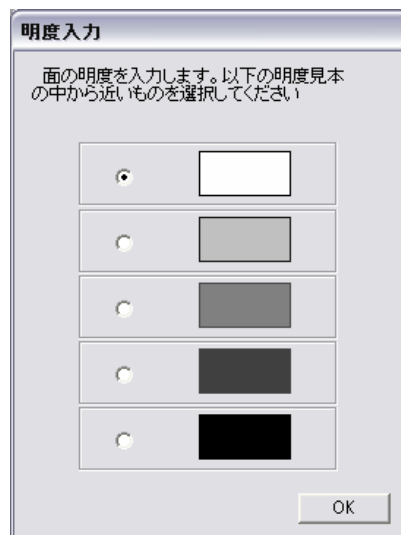 明度入力
面の明度を入力します。以下の明度見本
の中から近いものを選択してください
OK